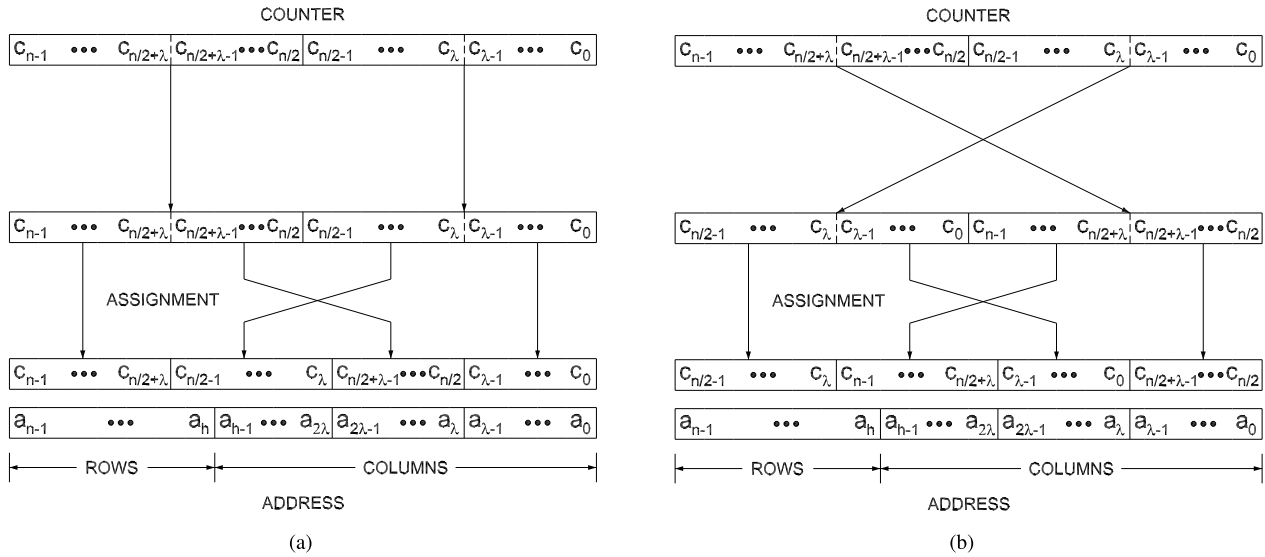 COUNTER
c_{n-1} ••• c_{n/2+λ} c_{n/2+λ-1} ••• c_{n/2} c_{n/2-1} ••• c_λ c_{λ-1} ••• c_0
c_{n-1} ••• c_{n/2+λ} c_{n/2+λ-1} ••• c_{n/2} c_{n/2-1} ••• c_λ c_{λ-1} ••• c_0
ASSIGNMENT
c_{n-1} ••• c_{n/2+λ} c_{n/2-1} ••• c_λ c_{n/2+λ-1} ••• c_{n/2} c_{λ-1} ••• c_0
a_{n-1} ••• a_h a_{h-1} ••• a_{2λ} a_{2λ-1} ••• a_λ a_{λ-1} ••• a_0
ROWS COLUMNS
ADDRESS
(a)
COUNTER
c_{n-1} ••• c_{n/2+λ} c_{n/2+λ-1} ••• c_{n/2} c_{n/2-1} ••• c_λ c_{λ-1} ••• c_0
c_{n/2-1} ••• c_λ c_{λ-1} ••• c_0 c_{n-1} ••• c_{n/2+λ} c_{n/2+λ-1} ••• c_{n/2}
ASSIGNMENT
c_{n/2-1} ••• c_λ c_{n-1} ••• c_{n/2+λ} c_{λ-1} ••• c_0 c_{n/2+λ-1} ••• c_{n/2}
a_{n-1} ••• a_h a_{h-1} ••• a_{2λ} a_{2λ-1} ••• a_λ a_{λ-1} ••• a_0
ROWS COLUMNS
ADDRESS
(b)